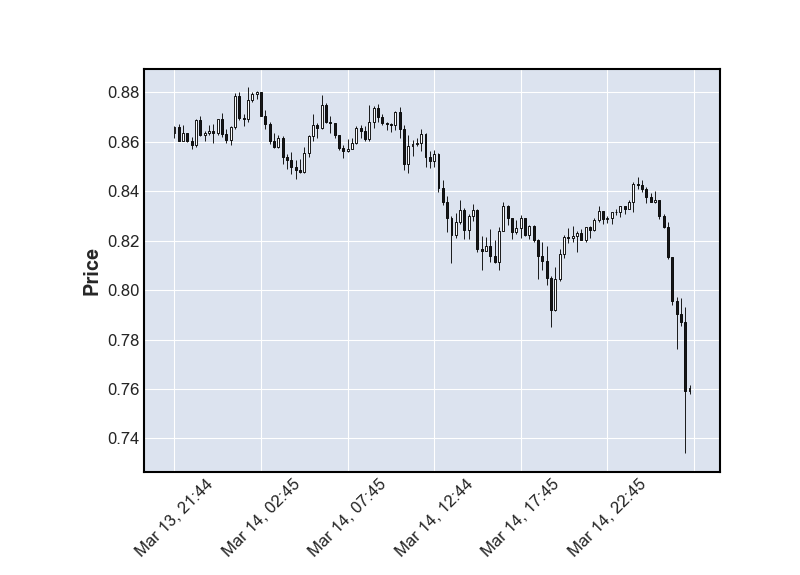 0.88
0.86
0.84
0.82
0.80
0.78
0.76
0.74
Price
Mar 13, 21:44
Mar 14, 02:45
Mar 14, 07:45
Mar 14, 12:44
Mar 14, 17:45
Mar 14, 22:45